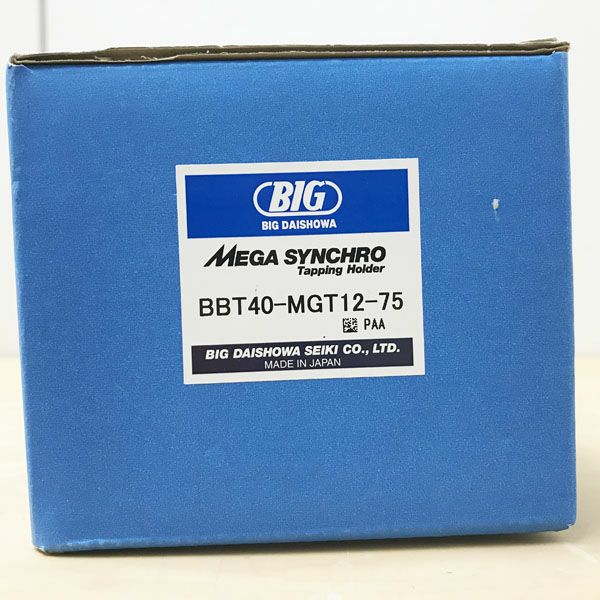 BIG
BIG DAISHOWA
MEGA SYNCHRO
Tapping Holder
BBT40-MGT12-75
PAA
BIG DAISHOWA SEIKI CO., LTD.
MADE IN JAPAN